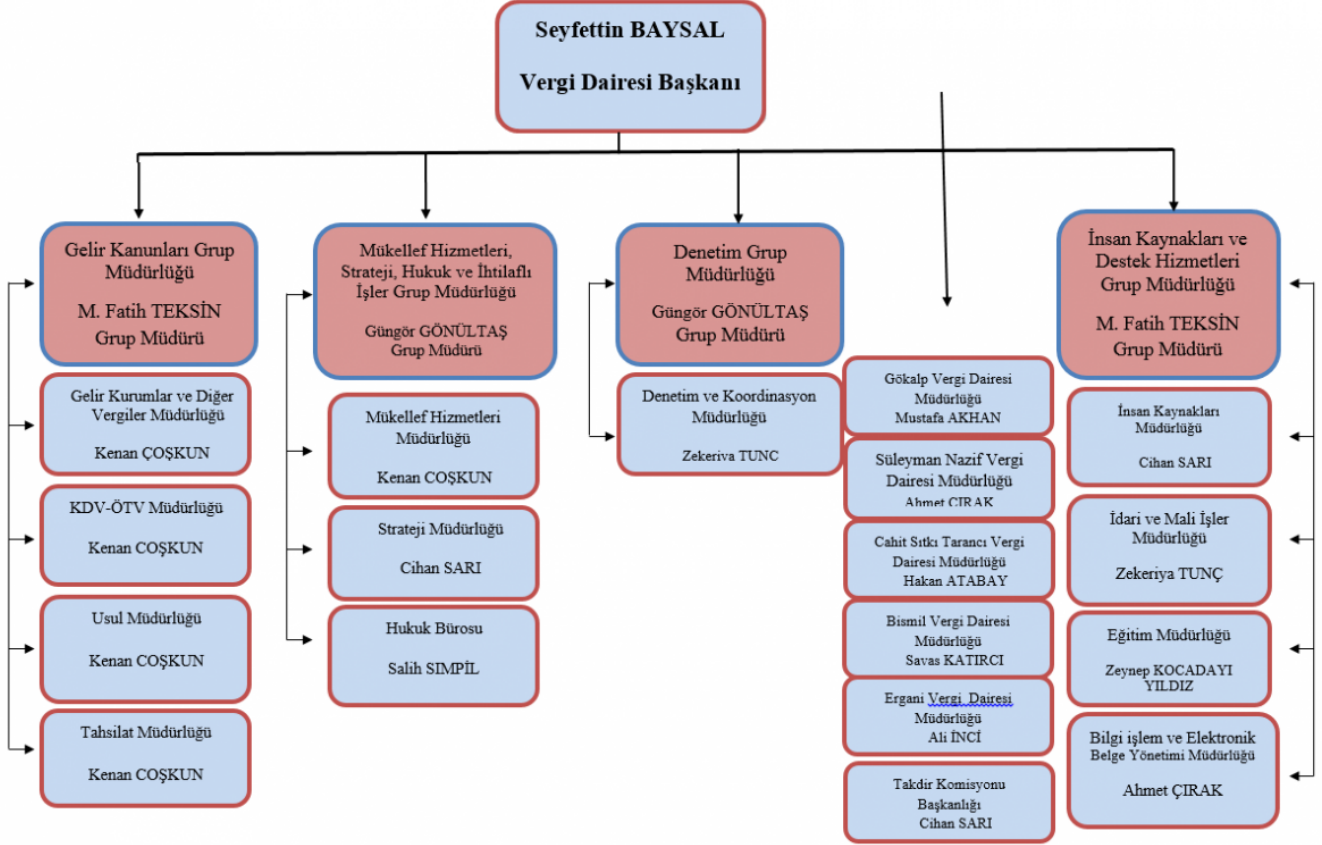 Seyfettin BAYSAL
Vergi Dairesi Başkanı
Gelir Kanunları Grup
Müdürlüğü
M. Fatih TEKSİN
Grup Müdürü
Gelir Kurumlar ve Diğer
Vergiler Müdürlüğü
Kenan ÇOŞKUN
KDV-ÖTV Müdürlüğü
Kenan COŞKUN
Usul Müdürlüğü
Kenan COŞKUN
Tahsilat Müdürlüğü
Kenan COŞKUN
Mükellef Hizmetleri,
Strateji, Hukuk ve İhtilaflı
İşler Grup Müdürlüğü
Güngör GÖNÜLTAŞ
Grup Müdürü
Mükellef Hizmetleri
Müdürlüğü
Kenan COŞKUN
Strateji Müdürlüğü
Cihan SARI
Hukuk Bürosu
Salih SIMPİL
Denetim Grup
Müdürlüğü
Güngör GÖNÜLTAŞ
Grup Müdürü
Denetim ve Koordinasyon
Müdürlüğü
Zekeriva TUNC
Gökalp Vergi Dairesi
Müdürlüğü
Mustafa AKHAN
Süleyman Nazif Vergi
Dairesi Müdürlüğü
Ahmet CIRAK
Cahit Sıtkı Tarancı Vergi
Dairesi Müdürlüğü
Hakan ATABAY
Bismil Vergi Dairesi
Müdürlüğü
Savas KATIRCI
Ergani Vergi Dairesi
Müdürlüğü
Ali İNCİ
Takdir Komisyonu
Başkanlığı
Cihan SARI
İnsan Kaynakları ve
Destek Hizmetleri
Grup Müdürlüğü
M. Fatih TEKSİN
Grup Müdürü
İnsan Kaynakları
Müdürlüğü
Cihan SARI
İdari ve Mali İşler
Müdürlüğü
Zekeriya TUNÇ
Eğitim Müdürlüğü
Zeynep KOCADAYI
YILDIZ
Bilgi işlem ve Elektronik
Belge Yönetimi Müdürlüğü
Ahmet ÇIRAK